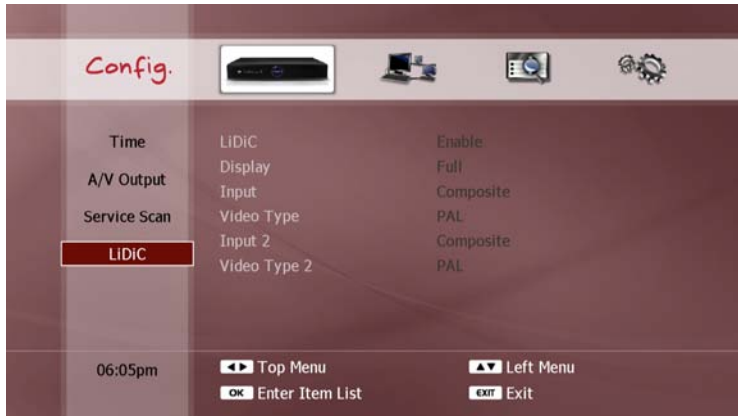 Config.
Time
A/V Output
Service Scan
LiDiC
LiDiC Enable
Display Full
Input Composite
Video Type PAL
Input 2 Composite
Video Type 2 PAL
06:05pm
Top Menu
Left Menu
OK Enter Item List
EXIT Exit